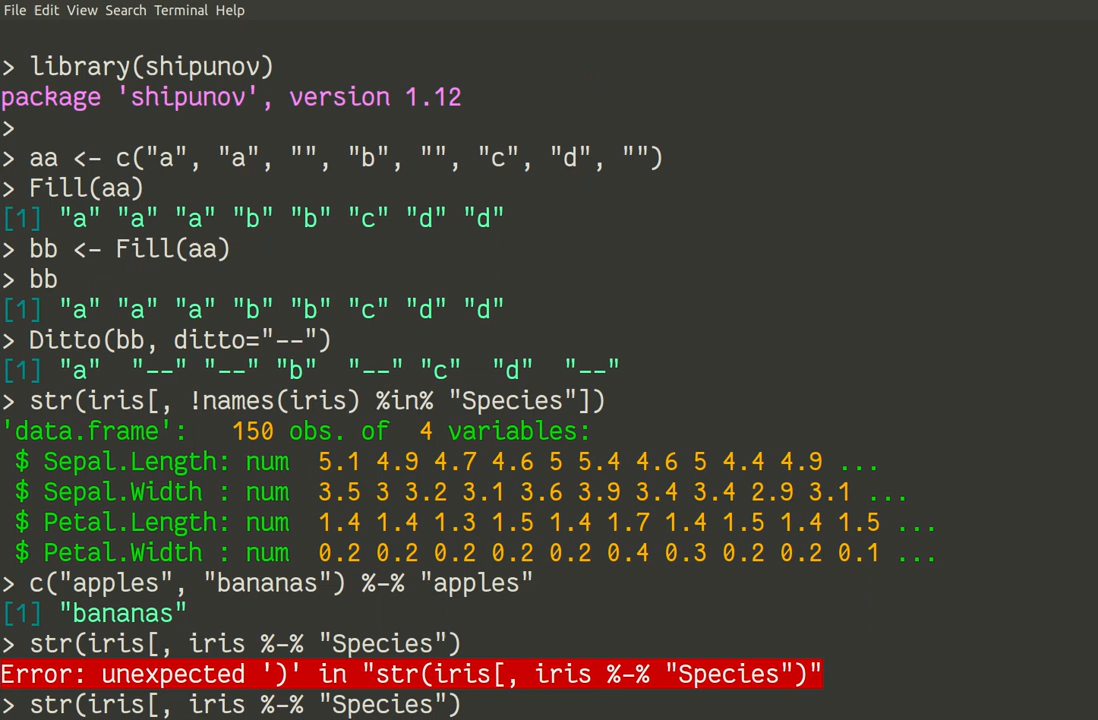 File Edit View Search Terminal Help
> library(shipunov)
package 'shipunov', version 1.12
>
> aa <- c("a", "a", "", "b", "", "c", "d", "")
> Fill(aa)
[1] "a" "a" "a" "b" "b" "c" "d" "d"
> bb <- Fill(aa)
> bb
[1] "a" "a" "a" "b" "b" "c" "d" "d"
> Ditto(bb, ditto="--")
[1] "a"  "--" "--" "b"  "--" "c"  "d"  "--"
> str(iris[, !names(iris) %in% "Species"])
'data.frame':   150 obs. of  4 variables:
 $ Sepal.Length: num  5.1 4.9 4.7 4.6 5 5.4 4.6 5 4.4 4.9 ...
 $ Sepal.Width : num  3.5 3 3.2 3.1 3.6 3.9 3.4 3.4 2.9 3.1 ...
 $ Petal.Length: num  1.4 1.4 1.3 1.5 1.4 1.7 1.4 1.5 1.4 1.5 ...
 $ Petal.Width : num  0.2 0.2 0.2 0.2 0.2 0.4 0.3 0.2 0.2 0.1 ...
> c("apples", "bananas") %-% "apples"
[1] "bananas"
> str(iris[, iris %-% "Species")
Error: unexpected ')' in "str(iris[, iris %-% "Species")"
> str(iris[, iris %-% "Species")